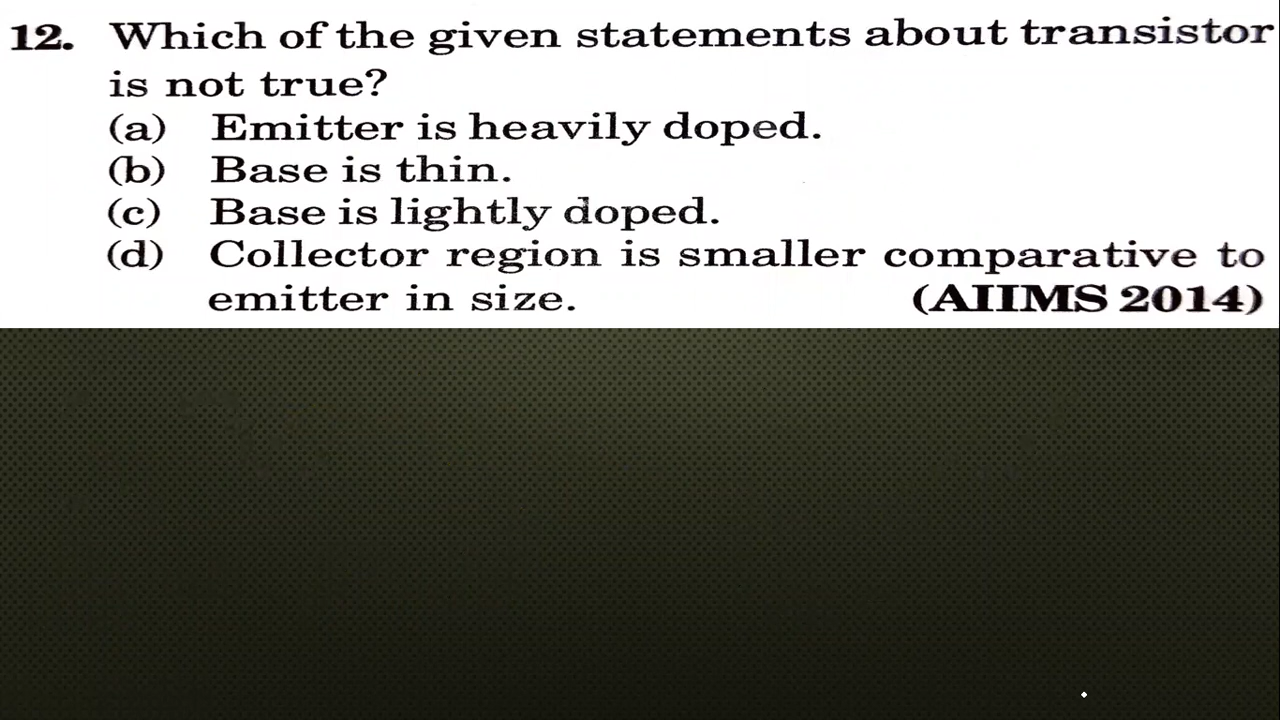 12. Which of the given statements about transistor
is not true?
(a) Emitter is heavily doped.
(b) Base is thin.
(c) Base is lightly doped.
(d) Collector region is smaller comparative to
emitter in size. (AIIMS 2014)